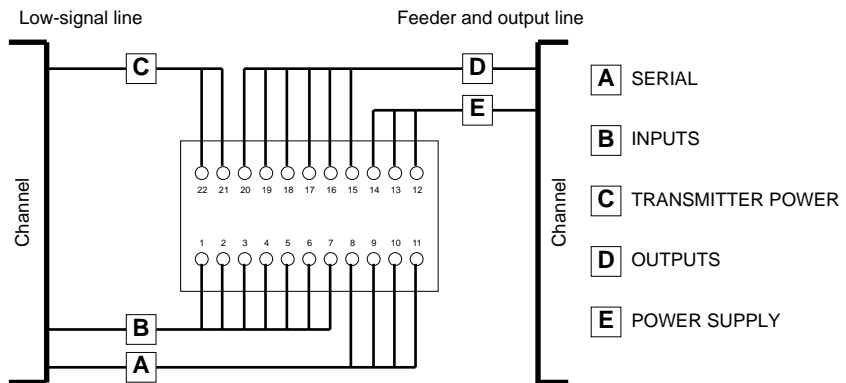 Low-signal line
Feeder and output line
C
D
E
A SERIAL
B INPUTS
C TRANSMITTER POWER
D OUTPUTS
E POWER SUPPLY
Channel
22 21 20 19 18 17 16 15 14 13 12
1 2 3 4 5 6 7 8 9 10 11
Channel
B
A